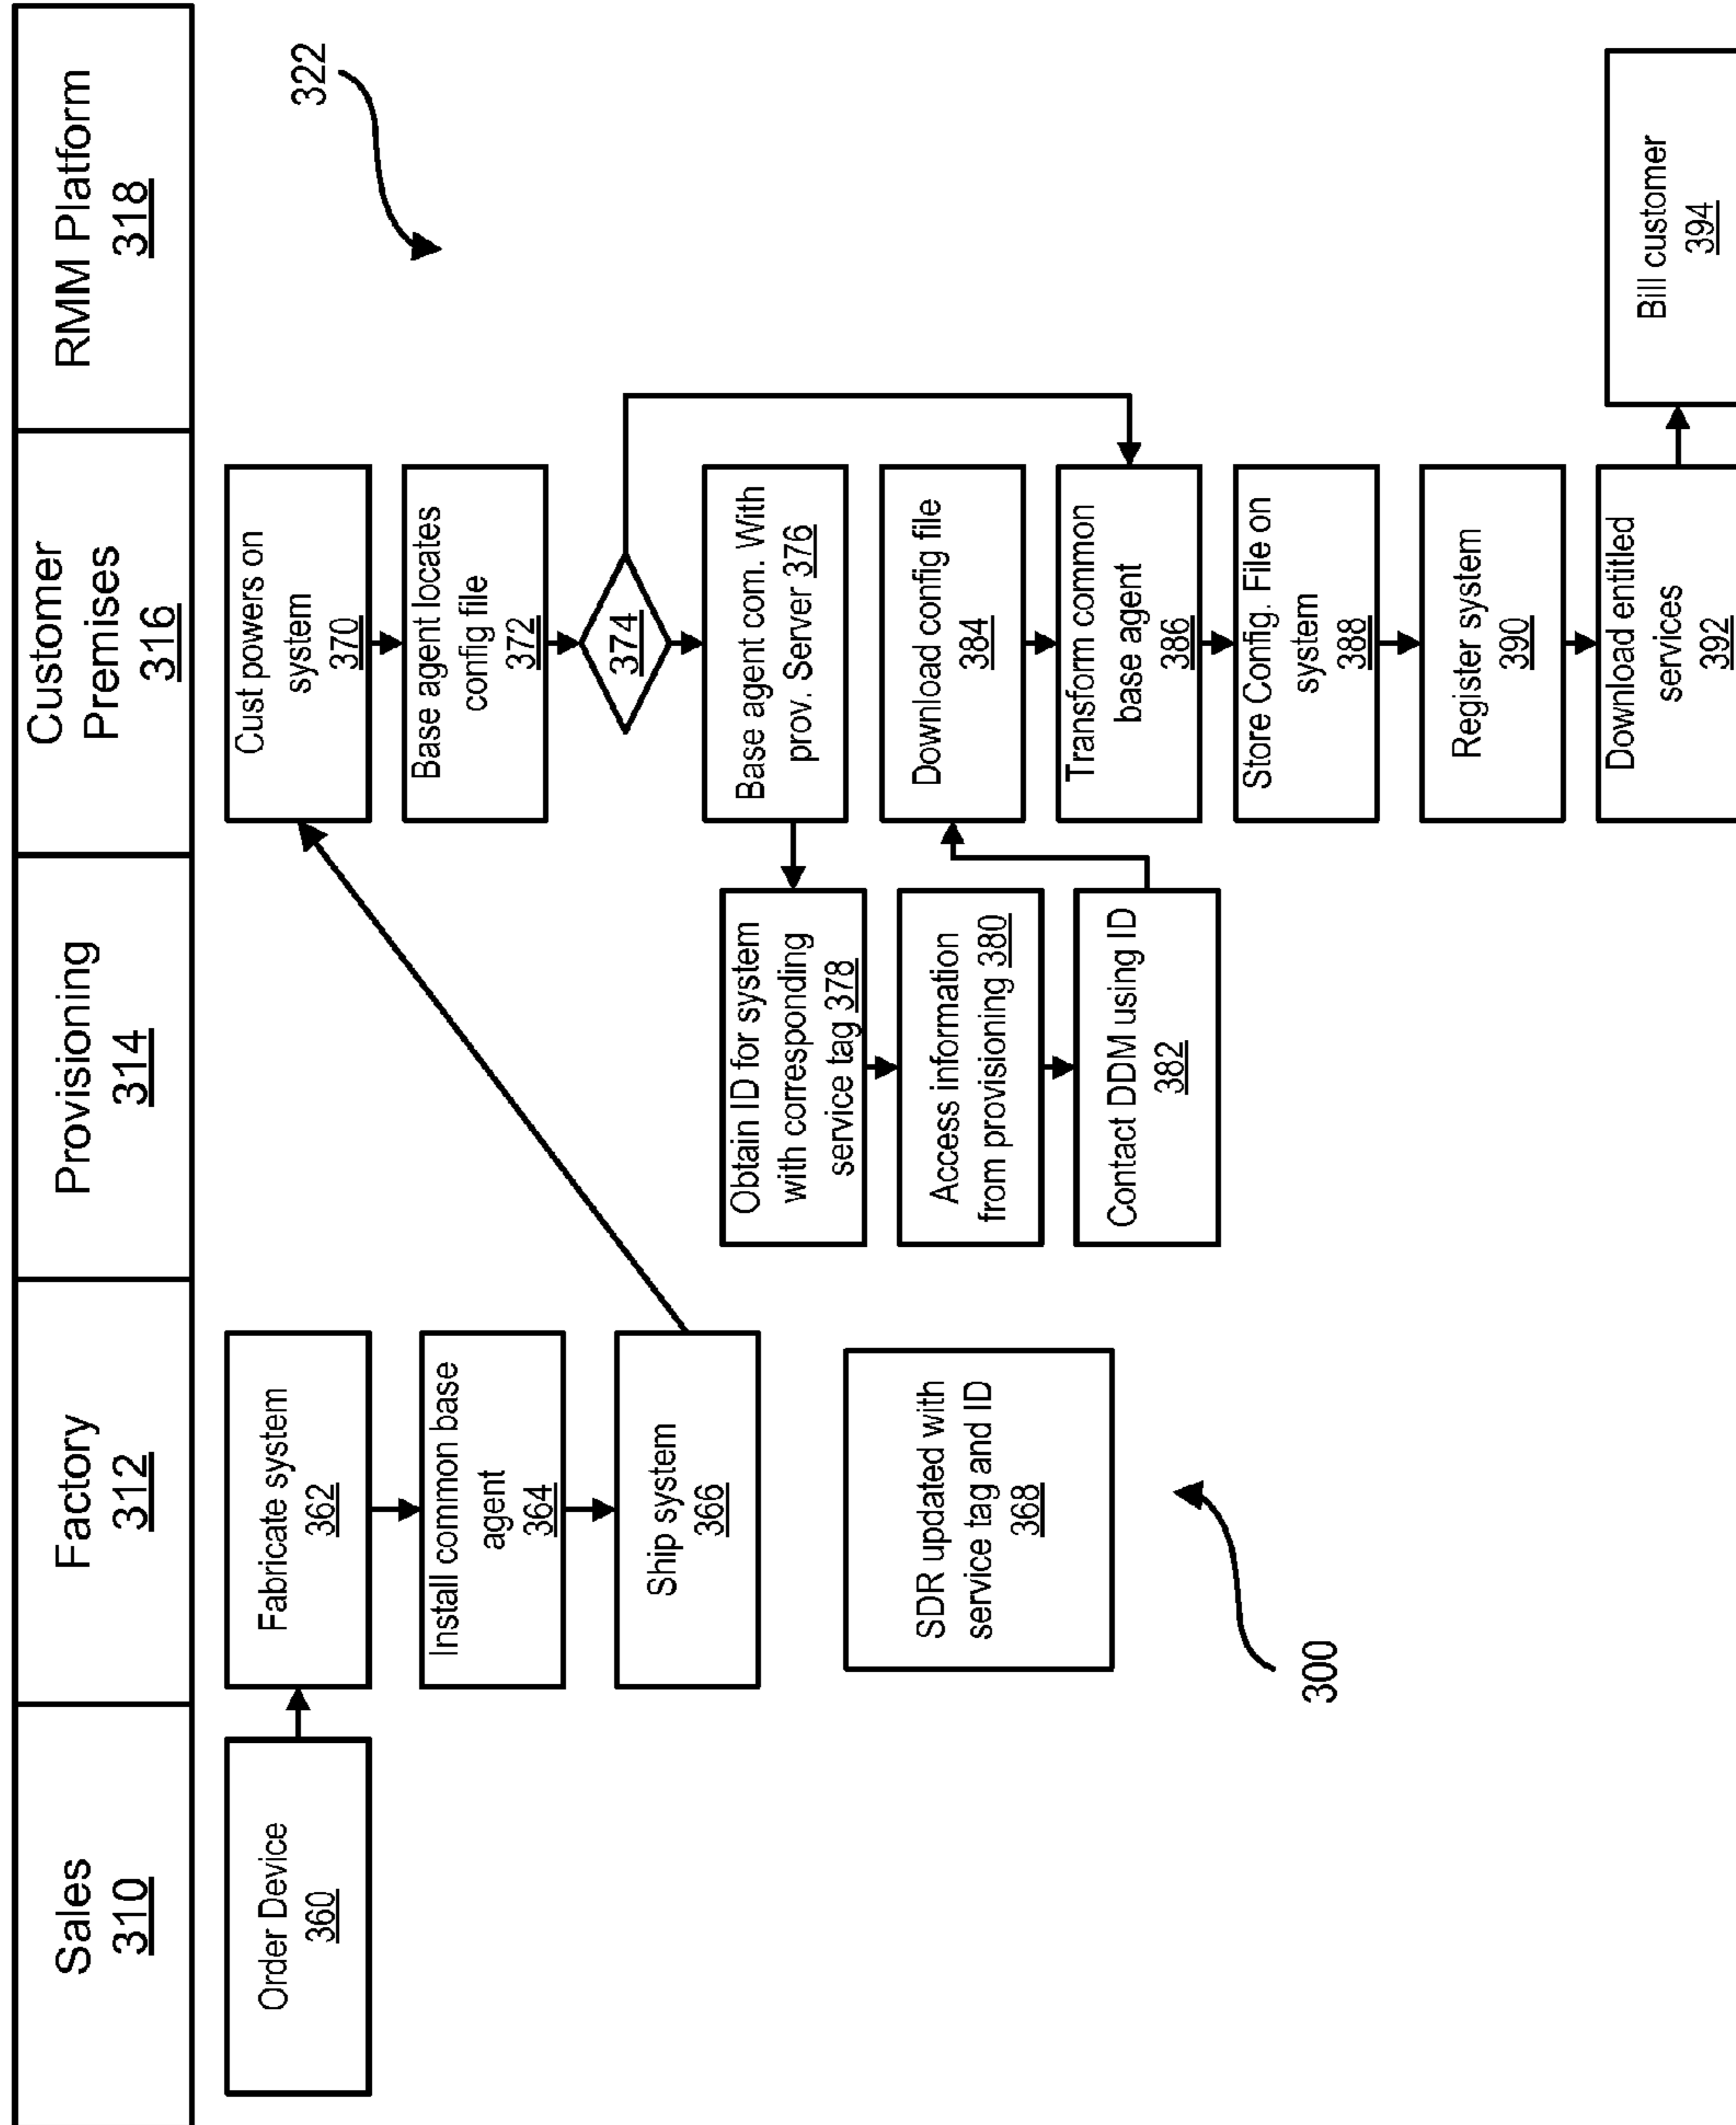 Sales
310
Factory
312
Provisioning
314
Customer
Premises
316
RMM Platform
318
322
Order Device
360
Fabricate system
362
Install common base
agent
364
Ship system
366
SDR updated with
service tag and ID
368
300
Cust powers on
system
370
Base agent locates
config file
372
374
Base agent com. With
prov. Server 376
Obtain ID for system
with corresponding
service tag 378
Access information
from provisioning 380
Contact DDM using ID
382
Download config file
384
Transform common
base agent
386
Store Config. File on
system
388
Register system
390
Download entitled
services
392
Bill customer
394